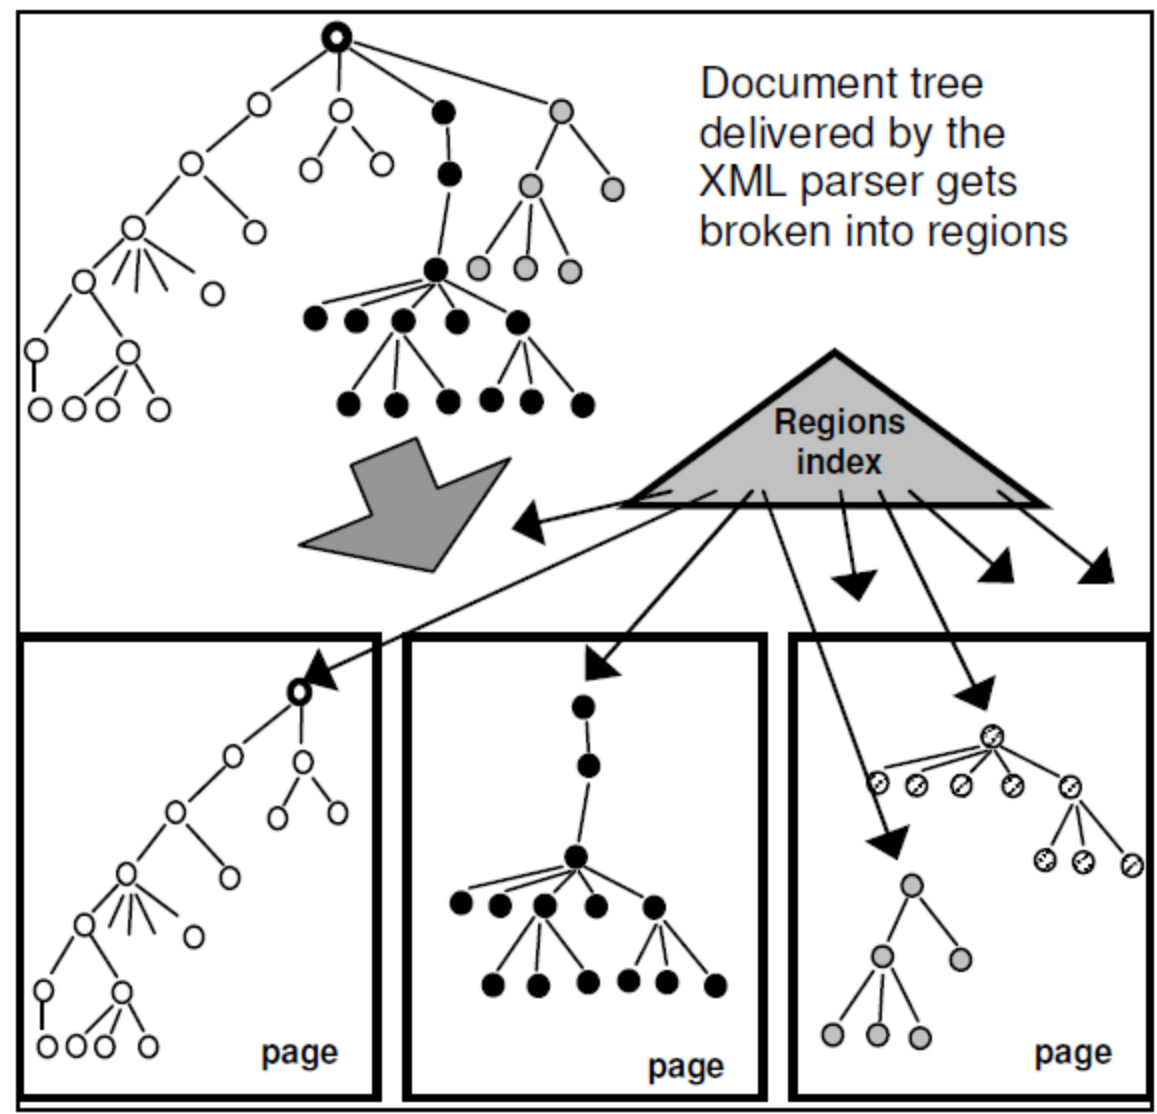 Document tree
delivered by the
XML parser gets
broken into regions
Regions
index
page
page
page